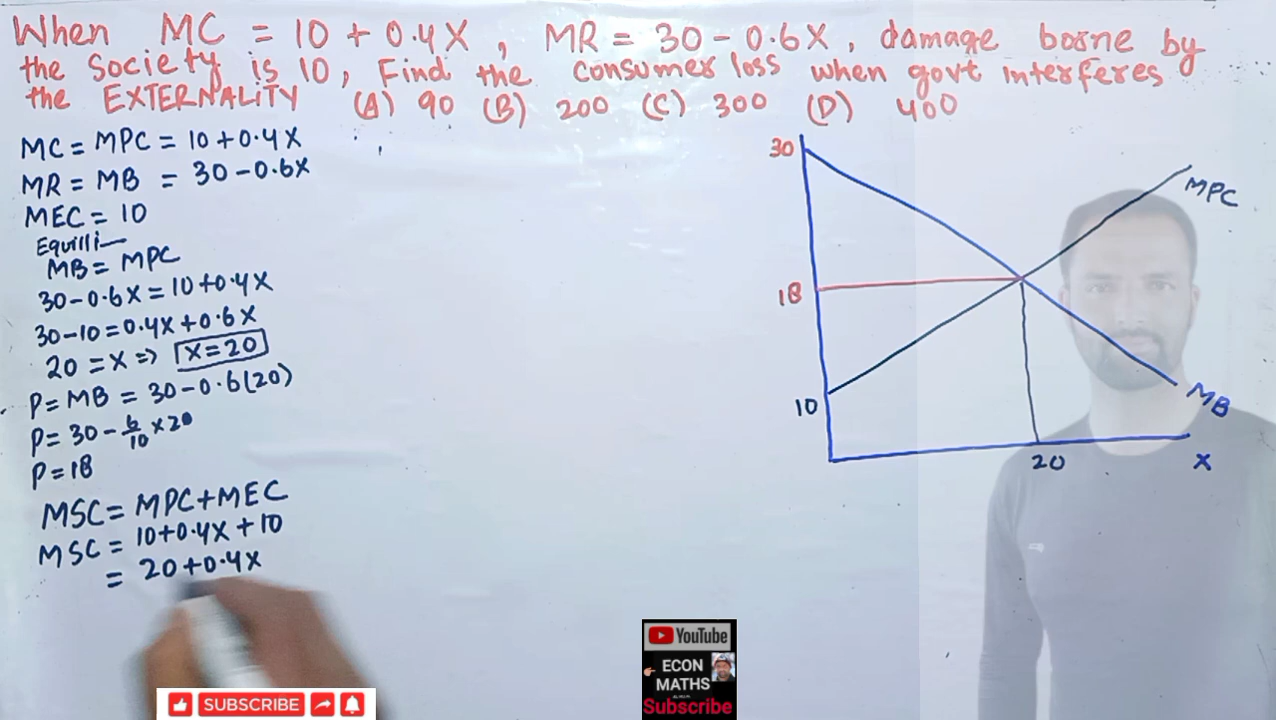 When MC = 10 + 0.4X , MR = 30 - 0.6X , damage borne by
the Society is 10, Find the consumer loss when govt interferes
the EXTERNALITY (A) 90 (B) 200 (C) 300 (D) 400
MC = MPC = 10 + 0.4X
MR = MB = 30 - 0.6X
MEC = 10
Equilli—
MB = MPC
30 - 0.6X = 10 + 0.4X
30 - 10 = 0.4X + 0.6X
20 = X => X = 20
P = MB = 30 - 0.6(20)
P = 30 - 6/10 × 20
P = 18
MSC = MPC + MEC
MSC = 10 + 0.4X + 10
= 20 + 0.4X
30
MPC
18
10
MB
20
X
YouTube
ECON
MATHS
Subscribe
SUBSCRIBE